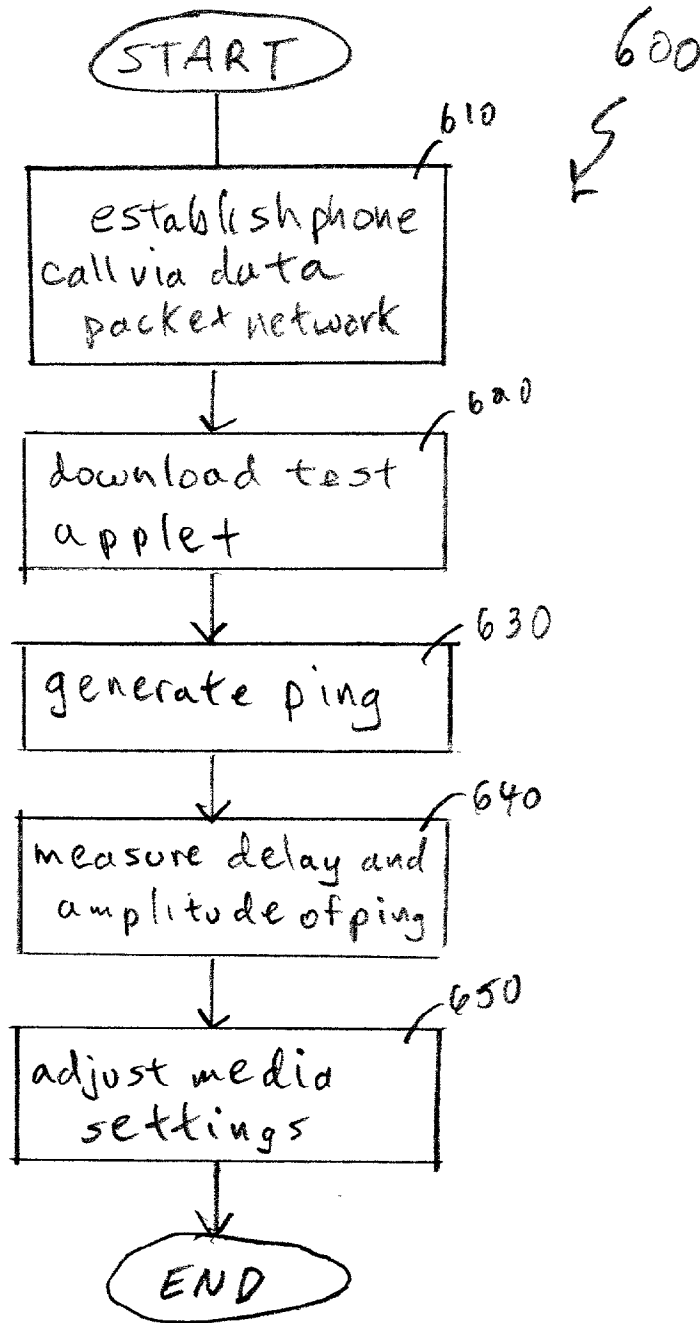 START
600
610
establish phone
call via data
packet network
620
download test
applet
630
generate ping
640
measure delay and
amplitude of ping
650
adjust media
settings
END